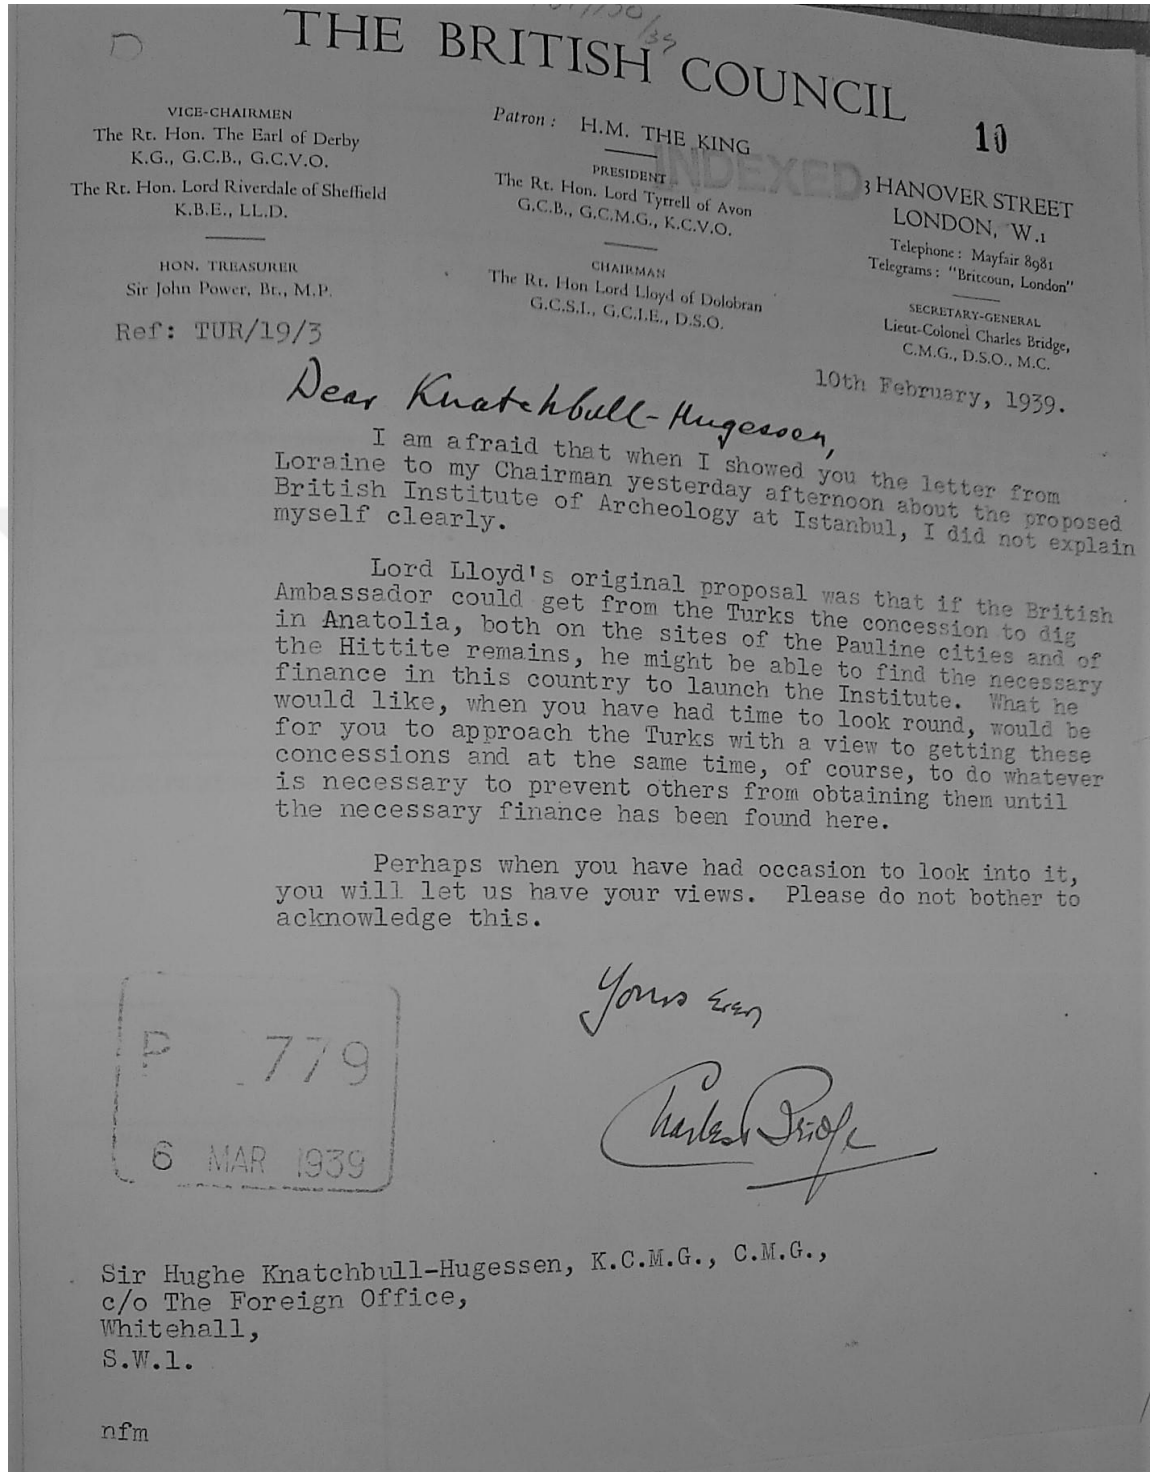 THE BRITISH COUNCIL
VICE-CHAIRMEN
The Rt. Hon. The Earl of Derby
K.G., G.C.B., G.C.V.O.
The Rt. Hon. Lord Riverdale of Sheffield
K.B.E., LL.D.
HON. TREASURER
Sir John Power, Bt., M.P.
Ref: TUR/19/3
Patron : H.M. THE KING
INDEXED
PRESIDENT
The Rt. Hon. Lord Tyrrell of Avon
G.C.B., G.C.M.G., K.C.V.O.
CHAIRMAN
The Rt. Hon Lord Lloyd of Dolobran
G.C.S.I., G.C.I.E., D.S.O.
10
3 HANOVER STREET
LONDON, W.1
Telephone : Mayfair 8981
Telegrams : "Britcoun, London"
SECRETARY-GENERAL
Lieut-Colonel Charles Bridge,
C.M.G., D.S.O., M.C.
10th February, 1939.
Dear Knatchbull-Hugessen,
I am afraid that when I showed you the letter from
Loraine to my Chairman yesterday afternoon about the proposed
British Institute of Archeology at Istanbul, I did not explain
myself clearly.
Lord Lloyd's original proposal was that if the British
Ambassador could get from the Turks the concession to dig
in Anatolia, both on the sites of the Pauline cities and of
the Hittite remains, he might be able to find the necessary
finance in this country to launch the Institute. What he
would like, when you have had time to look round, would be
for you to approach the Turks with a view to getting these
concessions and at the same time, of course, to do whatever
is necessary to prevent others from obtaining them until
the necessary finance has been found here.
Perhaps when you have had occasion to look into it,
you will let us have your views. Please do not bother to
acknowledge this.
Yours ever
Charles Bridge
P 779
6 MAR 1939
Sir Hughe Knatchbull-Hugessen, K.C.M.G., C.M.G.,
c/o The Foreign Office,
Whitehall,
S.W.1.
nfm